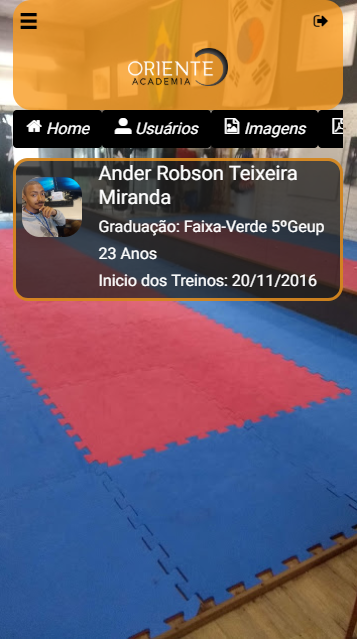 ORIENTE
ACADEMIA
Home Usuários Imagens
Ander Robson Teixeira
Miranda
Graduação: Faixa-Verde 5ºGeup
23 Anos
Inicio dos Treinos: 20/11/2016